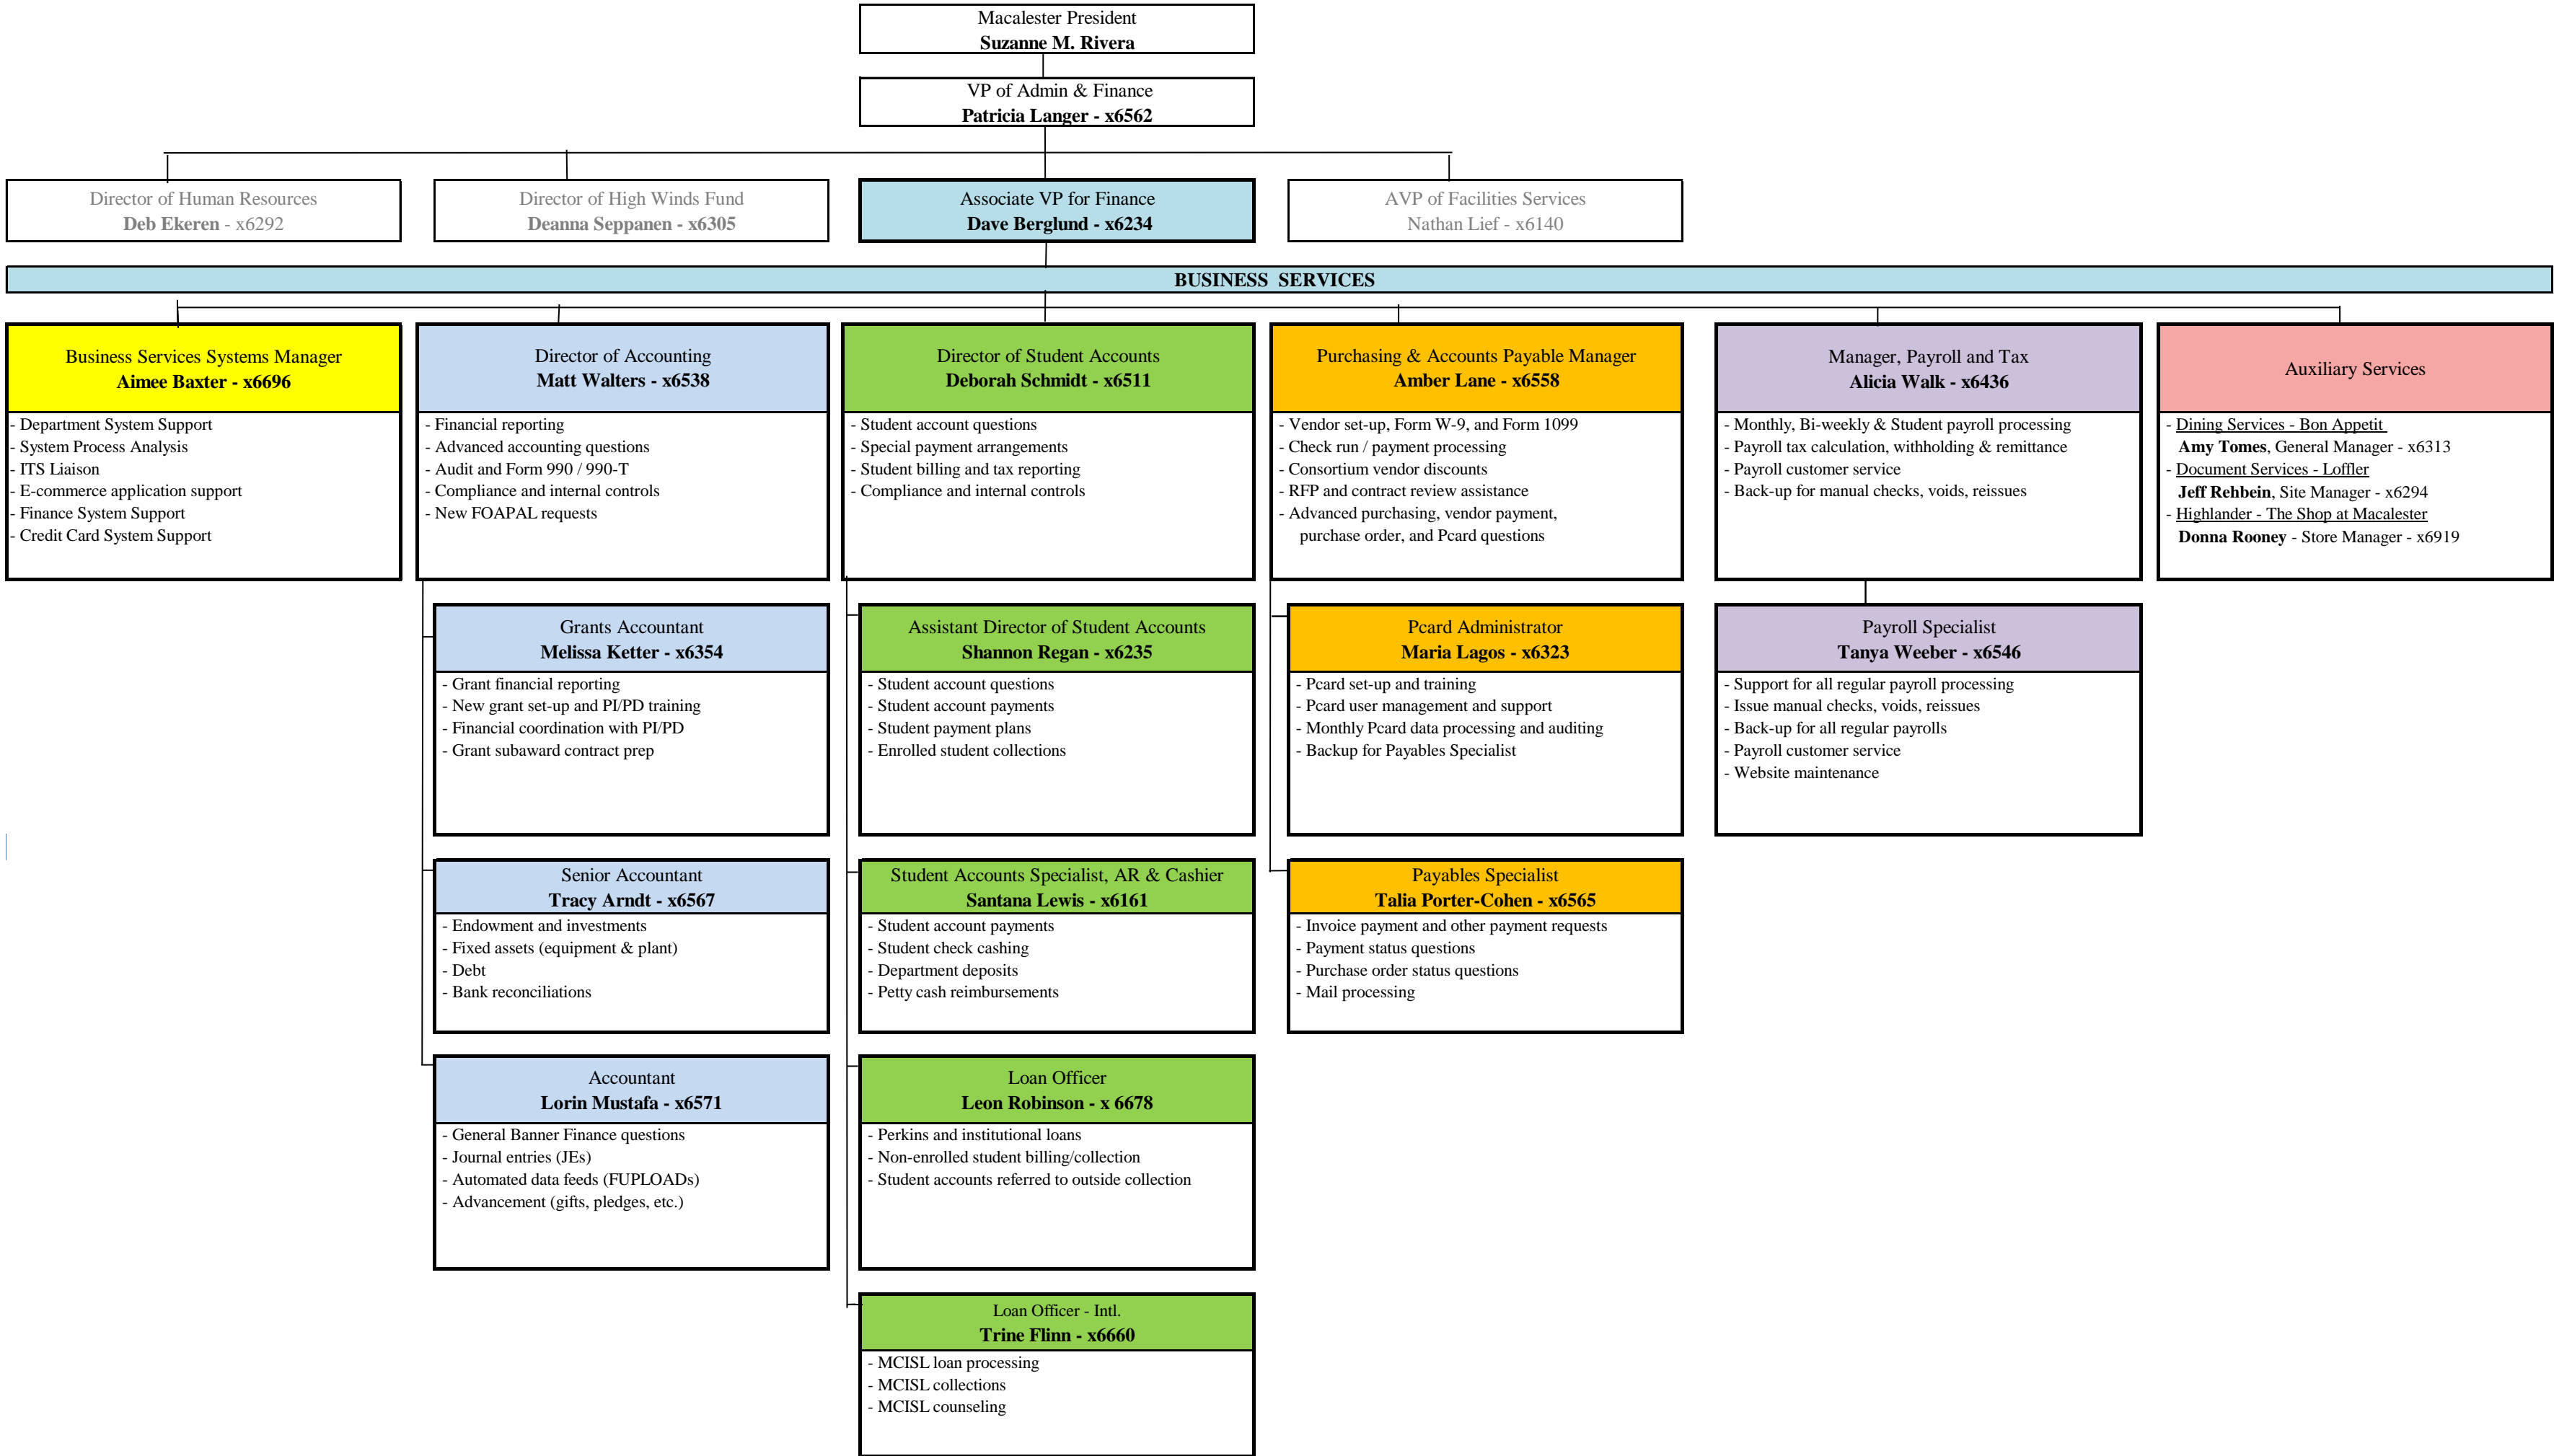 Macalester President
Suzanne M. Rivera
VP of Admin & Finance
Patricia Langer - x6562
Director of Human Resources
Deb Ekeren - x6292
Director of High Winds Fund
Deanna Seppanen - x6305
Associate VP for Finance
Dave Berglund - x6234
AVP of Facilities Services
Nathan Lief - x6140
BUSINESS SERVICES
Business Services Systems Manager
Aimee Baxter - x6696
- Department System Support
- System Process Analysis
- ITS Liaison
- E-commerce application support
- Finance System Support
- Credit Card System Support
Director of Accounting
Matt Walters - x6538
- Financial reporting
- Advanced accounting questions
- Audit and Form 990 / 990-T
- Compliance and internal controls
- New FOAPAL requests
Director of Student Accounts
Deborah Schmidt - x6511
- Student account questions
- Special payment arrangements
- Student billing and tax reporting
- Compliance and internal controls
Purchasing & Accounts Payable Manager
Amber Lane - x6558
- Vendor set-up, Form W-9, and Form 1099
- Check run / payment processing
- Consortium vendor discounts
- RFP and contract review assistance
- Advanced purchasing, vendor payment,
purchase order, and Pcard questions
Manager, Payroll and Tax
Alicia Walk - x6436
- Monthly, Bi-weekly & Student payroll processing
- Payroll tax calculation, withholding & remittance
- Payroll customer service
- Back-up for manual checks, voids, reissues
Auxiliary Services
- Dining Services - Bon Appetit
Amy Tomes, General Manager - x6313
- Document Services - Loffler
Jeff Rehbein, Site Manager - x6294
- Highlander - The Shop at Macalester
Donna Rooney - Store Manager - x6919
Grants Accountant
Melissa Ketter - x6354
- Grant financial reporting
- New grant set-up and PI/PD training
- Financial coordination with PI/PD
- Grant subaward contract prep
Assistant Director of Student Accounts
Shannon Regan - x6235
- Student account questions
- Student account payments
- Student payment plans
- Enrolled student collections
Pcard Administrator
Maria Lagos - x6323
- Pcard set-up and training
- Pcard user management and support
- Monthly Pcard data processing and auditing
- Backup for Payables Specialist
Payroll Specialist
Tanya Weeber - x6546
- Support for all regular payroll processing
- Issue manual checks, voids, reissues
- Back-up for all regular payrolls
- Payroll customer service
- Website maintenance
Senior Accountant
Tracy Arndt - x6567
- Endowment and investments
- Fixed assets (equipment & plant)
- Debt
- Bank reconciliations
Student Accounts Specialist, AR & Cashier
Santana Lewis - x6161
- Student account payments
- Student check cashing
- Department deposits
- Petty cash reimbursements
Payables Specialist
Talia Porter-Cohen - x6565
- Invoice payment and other payment requests
- Payment status questions
- Purchase order status questions
- Mail processing
Accountant
Lorin Mustafa - x6571
- General Banner Finance questions
- Journal entries (JEs)
- Automated data feeds (FUPLOADs)
- Advancement (gifts, pledges, etc.)
Loan Officer
Leon Robinson - x 6678
- Perkins and institutional loans
- Non-enrolled student billing/collection
- Student accounts referred to outside collection
Loan Officer - Intl.
Trine Flinn - x6660
- MCISL loan processing
- MCISL collections
- MCISL counseling